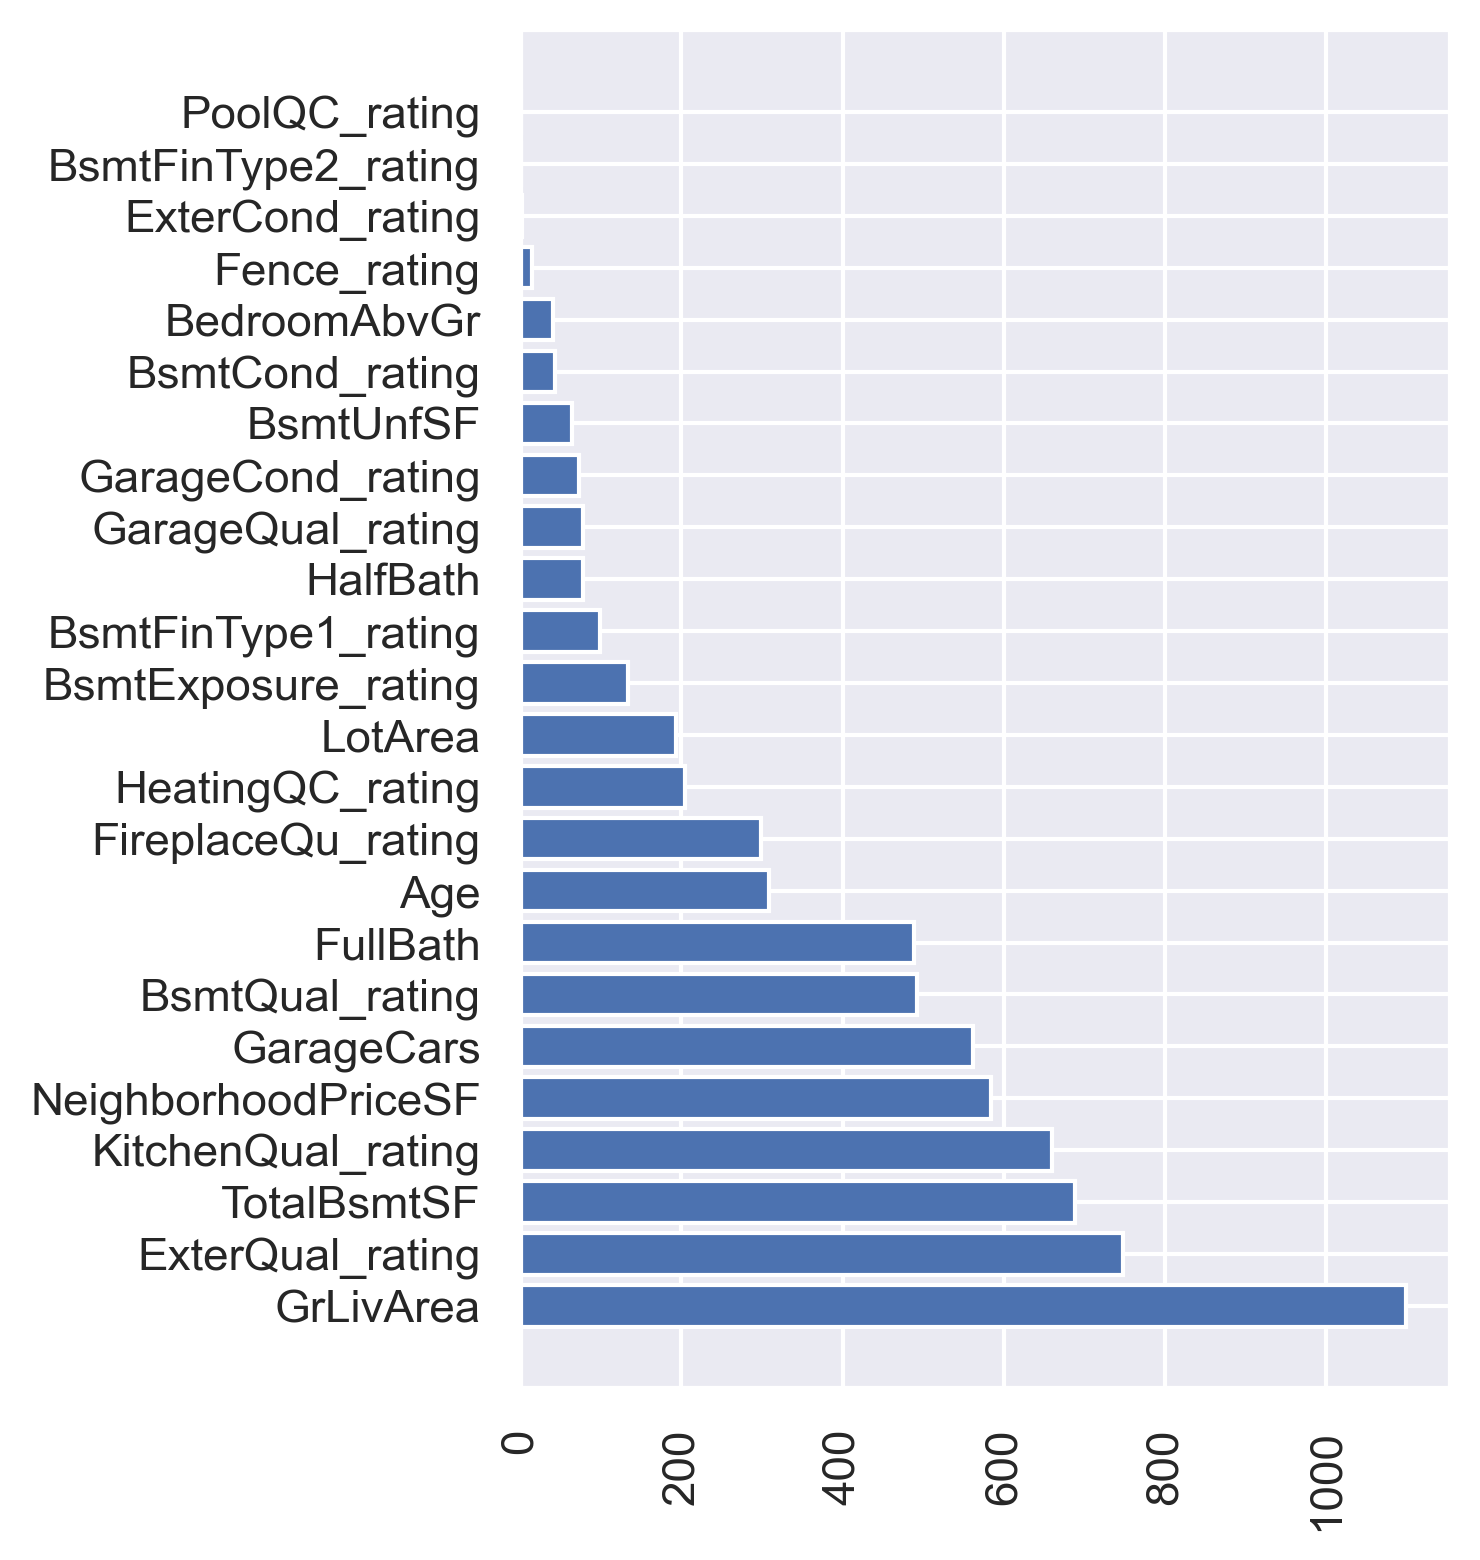 PoolQC_rating
BsmtFinType2_rating
ExterCond_rating
Fence_rating
BedroomAbvGr
BsmtCond_rating
BsmtUnfSF
GarageCond_rating
GarageQual_rating
HalfBath
BsmtFinType1_rating
BsmtExposure_rating
LotArea
HeatingQC_rating
FireplaceQu_rating
Age
FullBath
BsmtQual_rating
GarageCars
NeighborhoodPriceSF
KitchenQual_rating
TotalBsmtSF
ExterQual_rating
GrLivArea
0
200
400
600
800
1000